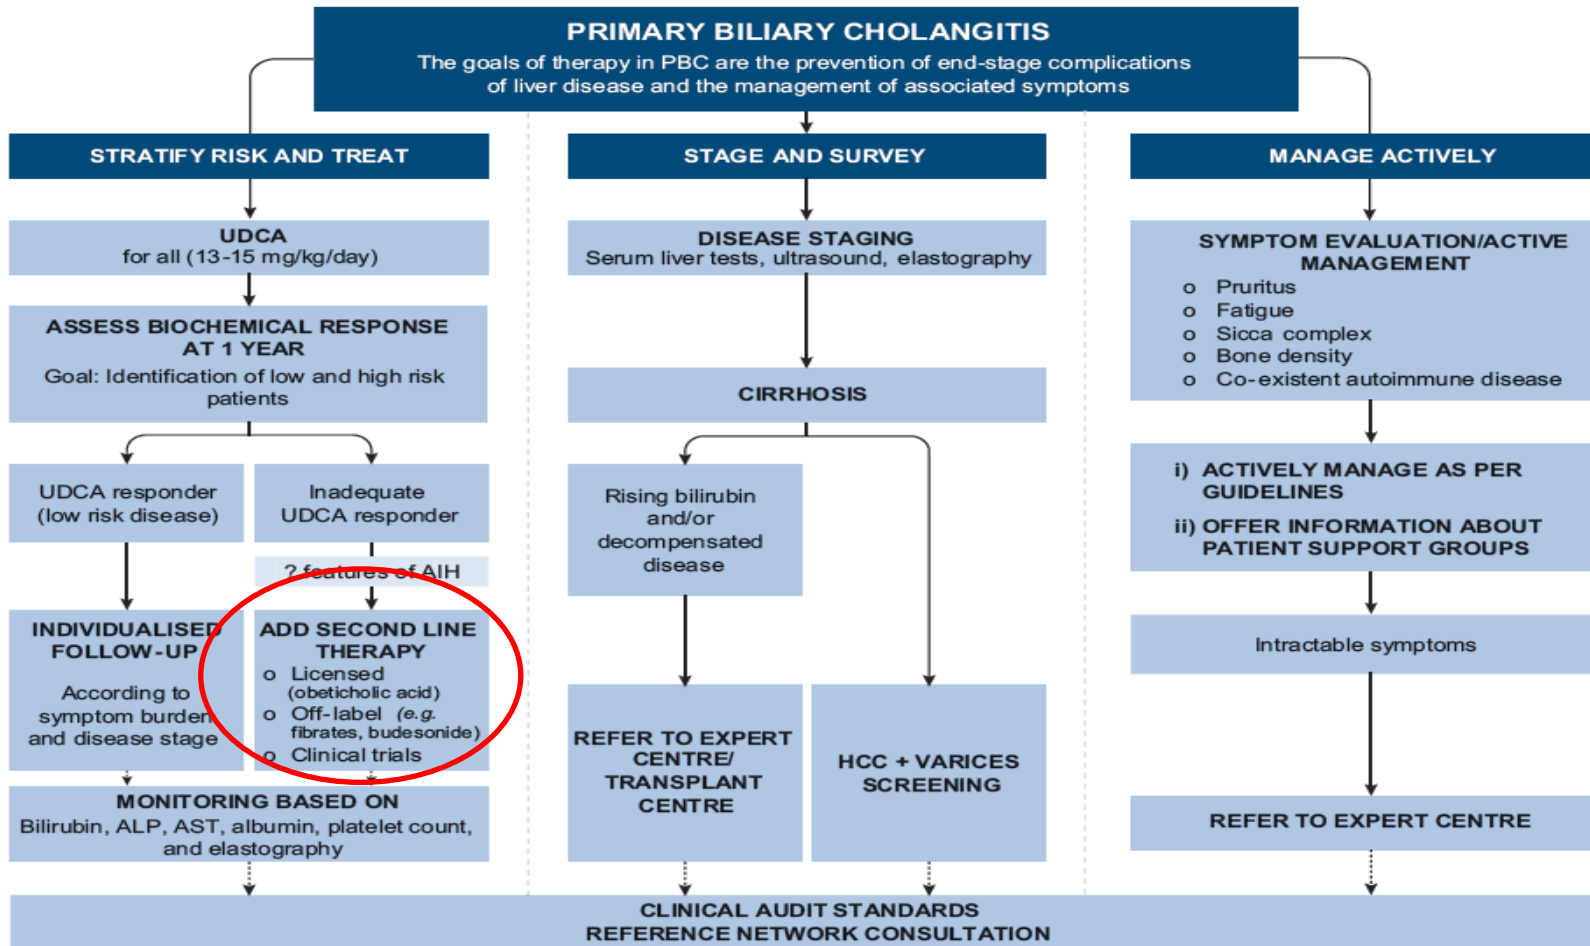 PRIMARY BILIARY CHOLANGITIS
The goals of therapy in PBC are the prevention of end-stage complications
of liver disease and the management of associated symptoms
STRATIFY RISK AND TREAT
UDCA
for all (13-15 mg/kg/day)
ASSESS BIOCHEMICAL RESPONSE
AT 1 YEAR
Goal: Identification of low and high risk
patients
UDCA responder
(low risk disease)
Inadequate
UDCA responder
? features of AIH
INDIVIDUALISED
FOLLOW-UP
According to
symptom burden
and disease stage
ADD SECOND LINE
THERAPY
o Licensed
(obeticholic acid)
o Off-label (e.g.
fibrates, budesonide)
o Clinical trials
MONITORING BASED ON
Bilirubin, ALP, AST, albumin, platelet count,
and elastography
STAGE AND SURVEY
DISEASE STAGING
Serum liver tests, ultrasound, elastography
CIRRHOSIS
Rising bilirubin
and/or
decompensated
disease
REFER TO EXPERT
CENTRE/
TRANSPLANT
CENTRE
HCC + VARICES
SCREENING
MANAGE ACTIVELY
SYMPTOM EVALUATION/ACTIVE
MANAGEMENT
o Pruritus
o Fatigue
o Sicca complex
o Bone density
o Co-existent autoimmune disease
i) ACTIVELY MANAGE AS PER
GUIDELINES
ii) OFFER INFORMATION ABOUT
PATIENT SUPPORT GROUPS
Intractable symptoms
REFER TO EXPERT CENTRE
CLINICAL AUDIT STANDARDS
REFERENCE NETWORK CONSULTATION